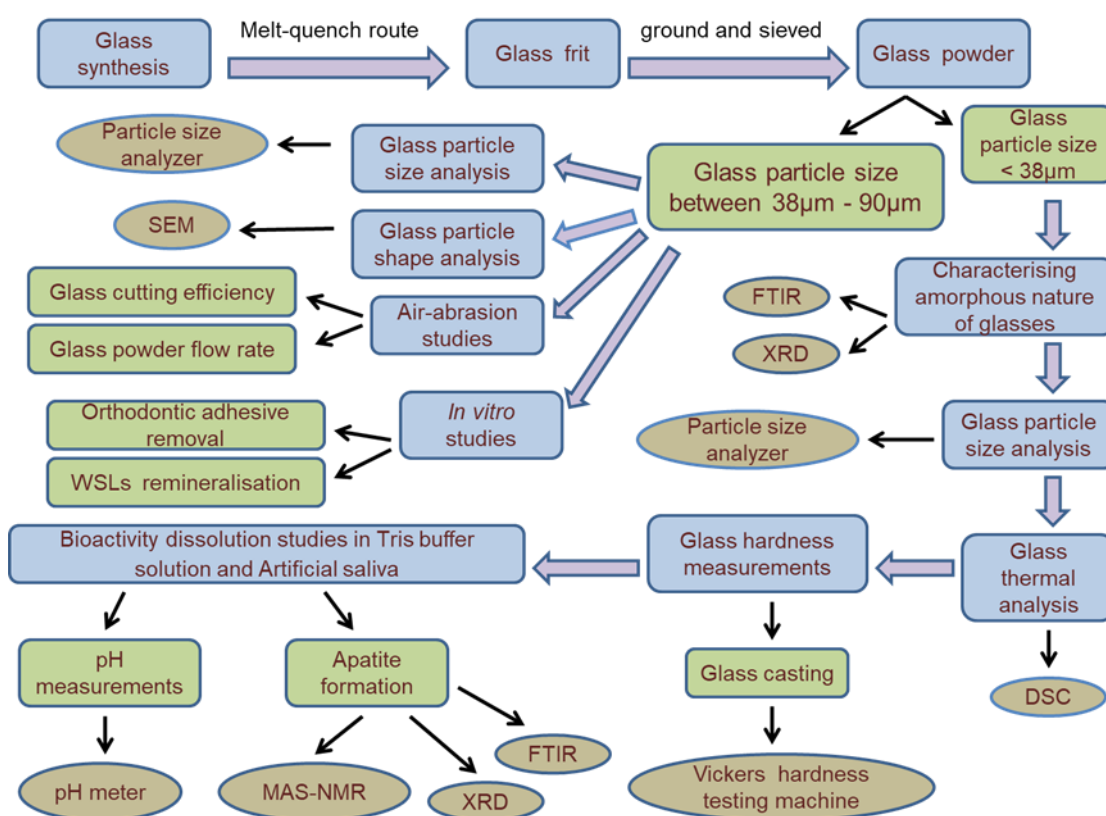 Glass
synthesis
Melt-quench route
Glass frit
ground and sieved
Glass powder
Particle size
analyzer
Glass particle
size analysis
Glass particle size
between 38µm - 90µm
Glass
particle size
< 38µm
SEM
Glass particle
shape analysis
Characterising
amorphous nature
of glasses
FTIR
XRD
Glass cutting efficiency
Glass powder flow rate
Air-abrasion
studies
Orthodontic adhesive
removal
WSLs remineralisation
In vitro
studies
Particle size
analyzer
Glass particle
size analysis
Bioactivity dissolution studies in Tris buffer
solution and Artificial saliva
Glass hardness
measurements
Glass
thermal
analysis
pH
measurements
Apatite
formation
Glass casting
DSC
pH meter
MAS-NMR
XRD
FTIR
Vickers hardness
testing machine